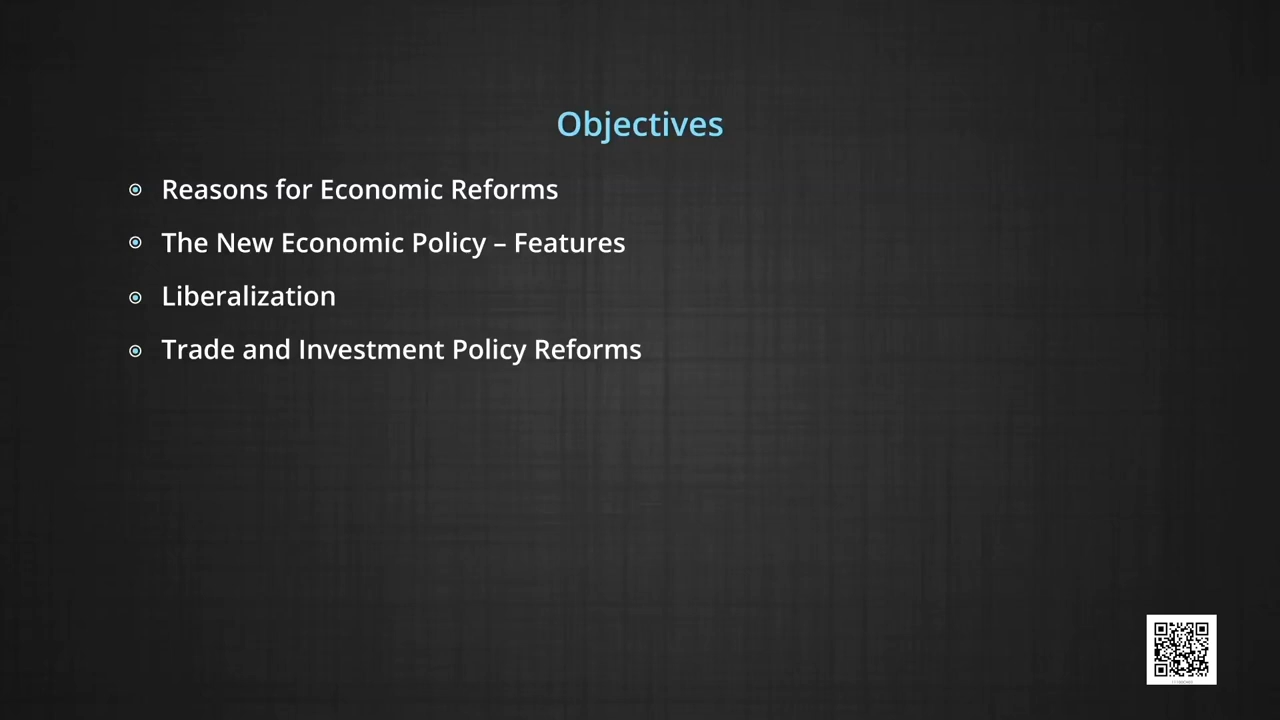 Objectives
Reasons for Economic Reforms
The New Economic Policy – Features
Liberalization
Trade and Investment Policy Reforms